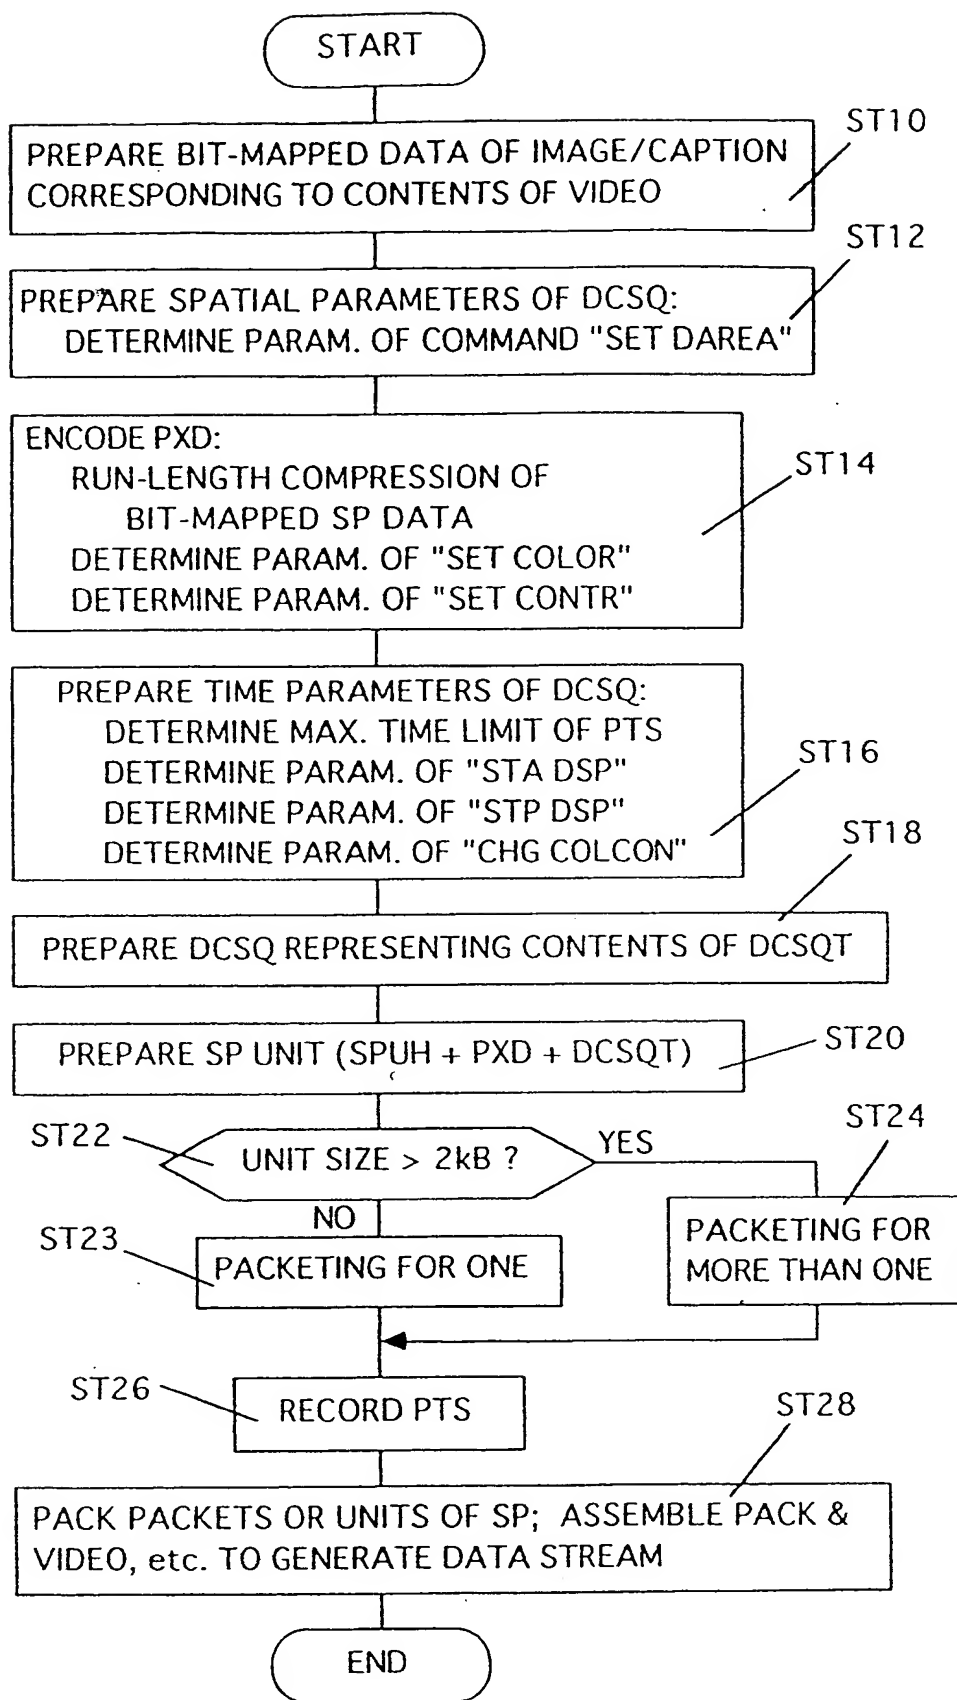 START
ST10
PREPARE BIT-MAPPED DATA OF IMAGE/CAPTION
CORRESPONDING TO CONTENTS OF VIDEO
ST12
PREPARE SPATIAL PARAMETERS OF DCSQ:
DETERMINE PARAM. OF COMMAND "SET DAREA"
ENCODE PXD:
RUN-LENGTH COMPRESSION OF
BIT-MAPPED SP DATA
DETERMINE PARAM. OF "SET COLOR"
DETERMINE PARAM. OF "SET CONTR"
ST14
PREPARE TIME PARAMETERS OF DCSQ:
DETERMINE MAX. TIME LIMIT OF PTS
DETERMINE PARAM. OF "STA DSP"
DETERMINE PARAM. OF "STP DSP"
DETERMINE PARAM. OF "CHG COLCON"
ST16
ST18
PREPARE DCSQ REPRESENTING CONTENTS OF DCSQT
PREPARE SP UNIT (SPUH + PXD + DCSQT)
ST20
ST22
UNIT SIZE > 2kB ?
YES
ST24
NO
ST23
PACKETING FOR ONE
PACKETING FOR
MORE THAN ONE
ST26
RECORD PTS
ST28
PACK PACKETS OR UNITS OF SP; ASSEMBLE PACK &
VIDEO, etc. TO GENERATE DATA STREAM
END